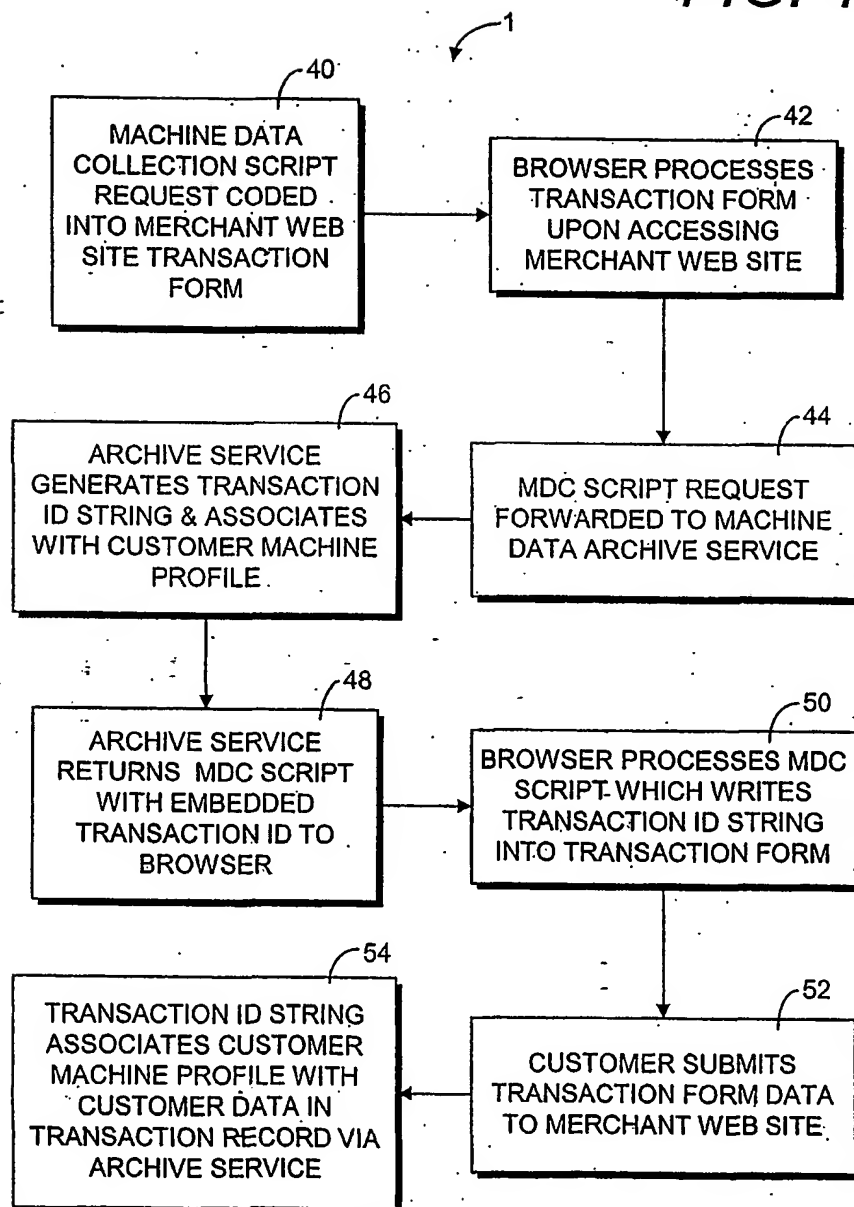 1
40
MACHINE DATA
COLLECTION SCRIPT
REQUEST CODED
INTO MERCHANT WEB
SITE TRANSACTION
FORM
42
BROWSER PROCESSES
TRANSACTION FORM
UPON ACCESSING
MERCHANT WEB SITE
44
MDC SCRIPT REQUEST
FORWARDED TO MACHINE
DATA ARCHIVE SERVICE
46
ARCHIVE SERVICE
GENERATES TRANSACTION
ID STRING & ASSOCIATES
WITH CUSTOMER MACHINE
PROFILE
48
ARCHIVE SERVICE
RETURNS MDC SCRIPT
WITH EMBEDDED
TRANSACTION ID TO
BROWSER
50
BROWSER PROCESSES MDC
SCRIPT WHICH WRITES
TRANSACTION ID STRING
INTO TRANSACTION FORM
52
CUSTOMER SUBMITS
TRANSACTION FORM DATA
TO MERCHANT WEB SITE
54
TRANSACTION ID STRING
ASSOCIATES CUSTOMER
MACHINE PROFILE WITH
CUSTOMER DATA IN
TRANSACTION RECORD VIA
ARCHIVE SERVICE